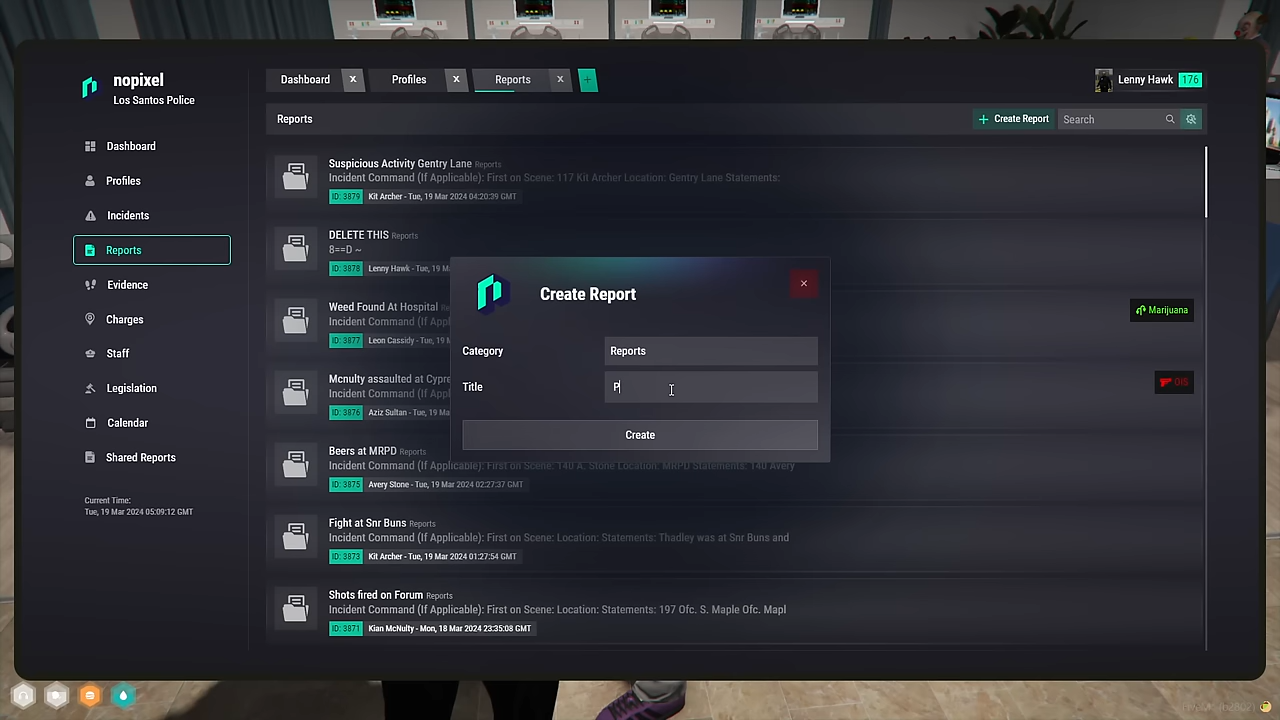 nopixel
Los Santos Police
Dashboard x
Profiles x
Reports x
+
Lenny Hawk 176
Dashboard
Profiles
Incidents
Reports
Evidence
Charges
Staff
Legislation
Calendar
Shared Reports
Current Time:
Tue, 19 Mar 2024 05:09:12 GMT
Reports
+ Create Report
Search
Suspicious Activity Gentry Lane Reports
Incident Command (If Applicable): First on Scene: 117 Kit Archer Location: Gentry Lane Statements:
ID: 3879 Kit Archer - Tue, 19 Mar 2024 04:20:39 GMT
DELETE THIS Reports
8==D ~
ID: 3878 Lenny Hawk - Tue, 19 M
Weed Found At Hospital Re
Incident Command (If Appl
ID: 3877 Leon Cassidy - Tue, 19 M
Marijuana
Mcnulty assaulted at Cypre
Incident Command (If Appl
ID: 3876 Aziz Sultan - Tue, 19 Ma
OIS
Beers at MRPD Reports
Incident Command (If Applicable): First on Scene: 140 A. Stone Location: MRPD Statements: 140 Avery
ID: 3875 Avery Stone - Tue, 19 Mar 2024 02:27:37 GMT
Fight at Snr Buns Reports
Incident Command (If Applicable): First on Scene: Location: Statements: Thadley was at Snr Buns and
ID: 3873 Kit Archer - Tue, 19 Mar 2024 01:27:54 GMT
Shots fired on Forum Reports
Incident Command (If Applicable): First on Scene: Location: Statements: 197 Ofc. S. Maple Ofc. Mapl
ID: 3871 Kian McNulty - Mon, 18 Mar 2024 23:35:08 GMT
Create Report
×
Category Reports
Title P
Create